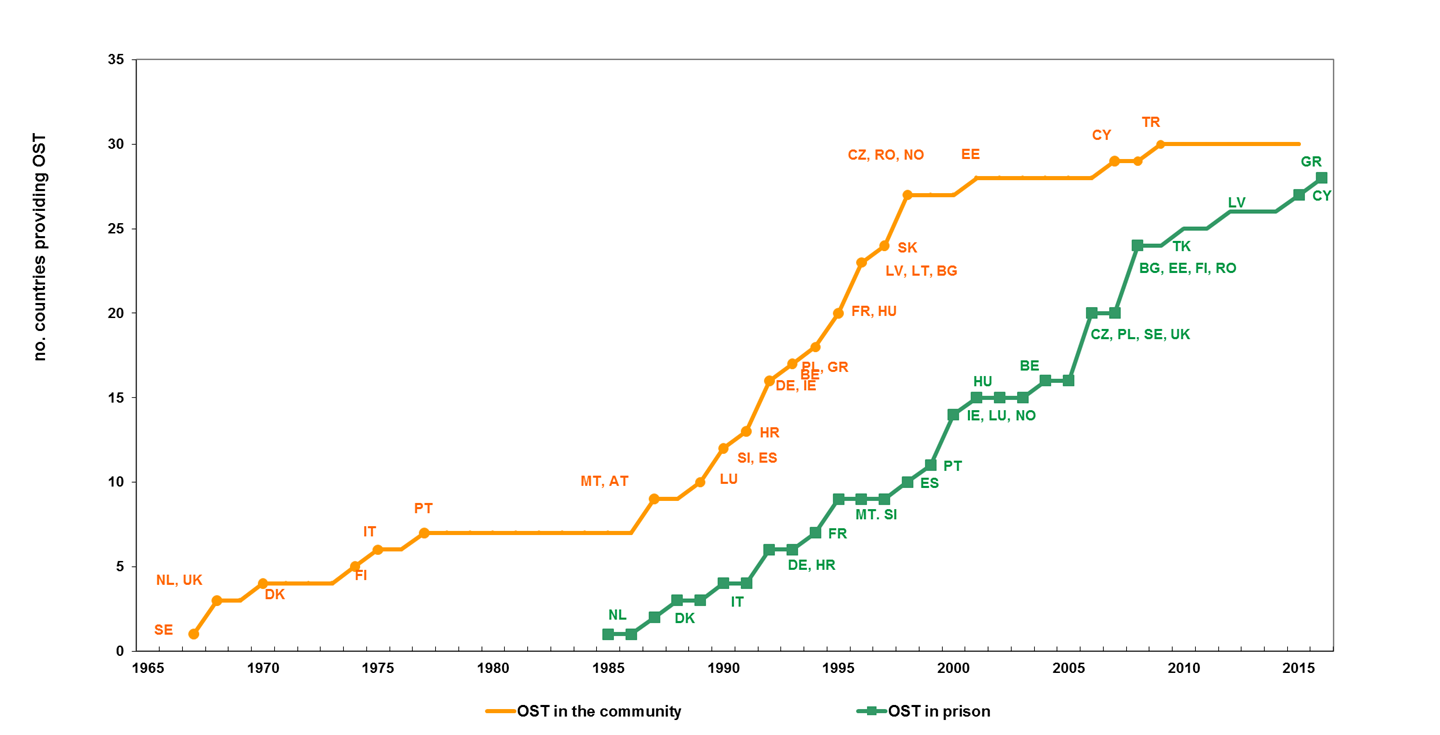 35
30
25
20
15
10
5
0
no. countries providing OST
TR
CY
CZ, RO, NO
EE
GR
CY
LV
SK
TK
LV, LT, BG
BG, EE, FI, RO
FR, HU
CZ, PL, SE, UK
PL, GR
BE
DE, IE
BE
HU
IE, LU, NO
HR
SI, ES
PT
MT, AT
LU
ES
PT
MT. SI
IT
FR
FI
DE, HR
NL, UK
DK
IT
NL
DK
SE
1965 1970 1975 1980 1985 1990 1995 2000 2005 2010 2015
OST in the community
OST in prison